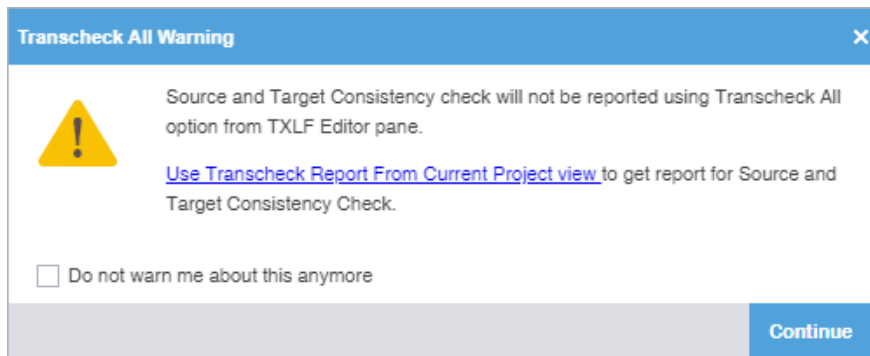 Transcheck All Warning
Source and Target Consistency check will not be reported using Transcheck All
option from TXLF Editor pane.
Use Transcheck Report From Current Project view to get report for Source and
Target Consistency Check.
Do not warn me about this anymore
Continue